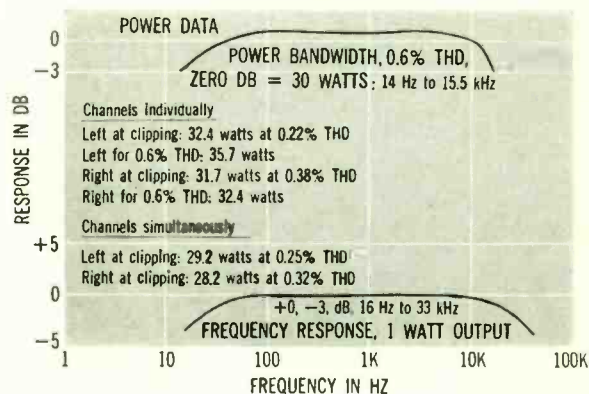 POWER DATA
0
POWER BANDWIDTH, 0.6% THD,
-3
ZERO DB = 30 WATTS; 14 Hz to 15.5 kHz
RESPONSE IN DB
Channels individually
Left at clipping: 32.4 watts at 0.22% THD
Left for 0.6% THD: 35.7 watts
Right at clipping: 31.7 watts at 0.38% THD
Right for 0.6% THD: 32.4 watts
Channels simultaneously
+5
Left at clipping: 29.2 watts at 0.25% THD
Right at clipping: 28.2 watts at 0.32% THD
0
+0, -3, dB, 16 Hz to 33 kHz
FREQUENCY RESPONSE, 1 WATT OUTPUT
-5
1 10 100 1K 10K 100K
FREQUENCY IN HZ